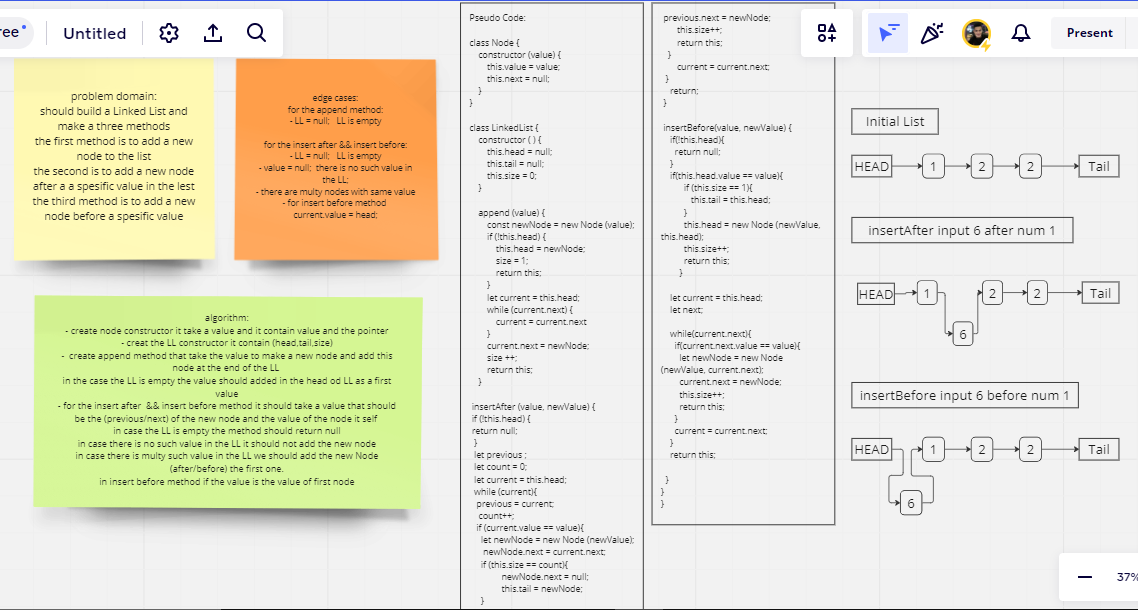 ree
Untitled
Present
problem domain:
should build a Linked List and
make a three methods
the first method is to add a new
node to the list
the second is to add a new node
after a a spesific value in the lest
the third method is to add a new
node before a spesific value
edge cases:
for the append method:
- LL = null;   LL is empty
for the insert after && insert before:
- LL = null;   LL is empty
- value = null;  there is no such value in
the LL;
- there are multy nodes with same value
- for insert before method
current.value = head;
algorithm:
- create node constructor it take a value and it contain value and the pointer
- creat the LL constructor it contain (head,tail,size)
-  create append method that take the value to make a new node and add this
node at the end of the LL
in the case the LL is empty the value should added in the head od LL as a first
value
- for the insert after  && insert before method it should take a value that should
be the (previous/next) of the new node and the value of the node it self
in case the LL is empty the method should return null
in case there is no such value in the LL it should not add the new node
in case there is multy such value in the LL we should add the new Node
(after/before) the first one.
in insert before method if the value is the value of first node
Pseudo Code:
class Node {
constructor (value) {
this.value = value;
this.next = null;
}
}
class LinkedList {
constructor ( ) {
this.head = null;
this.tail = null;
this.size = 0;
}
append (value) {
const newNode = new Node (value);
if (!this.head) {
this.head = newNode;
size = 1;
return this;
}
let current = this.head;
while (current.next) {
current = current.next
}
current.next = newNode;
size ++;
return this;
}
insertAfter (value, newValue) {
if (!this.head) {
return null;
}
let previous ;
let count = 0;
let current = this.head;
while (current){
previous = current;
count++;
if (current.value == value){
let newNode = new Node (newValue);
newNode.next = current.next;
if (this.size == count){
newNode.next = null;
this.tail = newNode;
}
previous.next = newNode;
this.size++;
return this;
}
current = current.next;
}
return;
}
insertBefore(value, newValue) {
if(!this.head){
return null;
}
if(this.head.value == value){
if (this.size == 1){
this.tail = this.head;
}
this.head = new Node (newValue,
this.head);
this.size++;
return this;
}
let current = this.head;
let next;
while(current.next){
if(current.next.value == value){
let newNode = new Node
(newValue, current.next);
current.next = newNode;
this.size++;
return this;
}
current = current.next;
}
return this;
}
}
}
Initial List
HEAD 1 2 2 Tail
insertAfter input 6 after num 1
HEAD 1 2 2 Tail
6
insertBefore input 6 before num 1
HEAD 1 2 2 Tail
6
37%